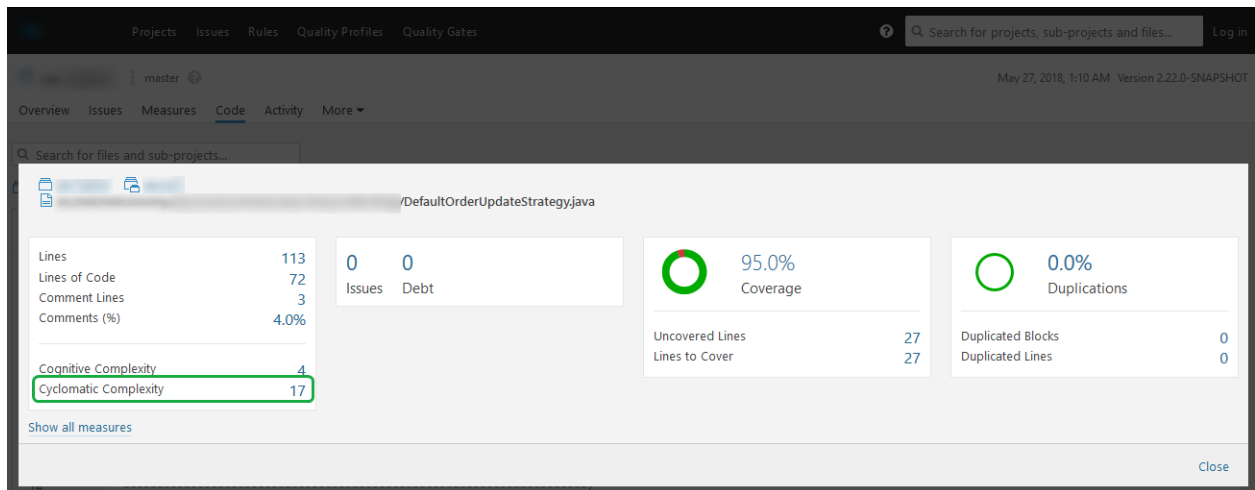 Projects Issues Rules Quality Profiles Quality Gates ? Search for projects, sub-projects and files... Log in
master ? May 27, 2018, 1:10 AM Version 2.22.0-SNAPSHOT
Overview Issues Measures Code Activity More
Search for files and sub-projects...
/DefaultOrderUpdateStrategy.java
Lines 113
Lines of Code 72
Comment Lines 3
Comments (%) 4.0%
Cognitive Complexity 4
Cyclomatic Complexity 17
0 0
Issues Debt
95.0%
Coverage
Uncovered Lines 27
Lines to Cover 27
0.0%
Duplications
Duplicated Blocks 0
Duplicated Lines 0
Show all measures
Close